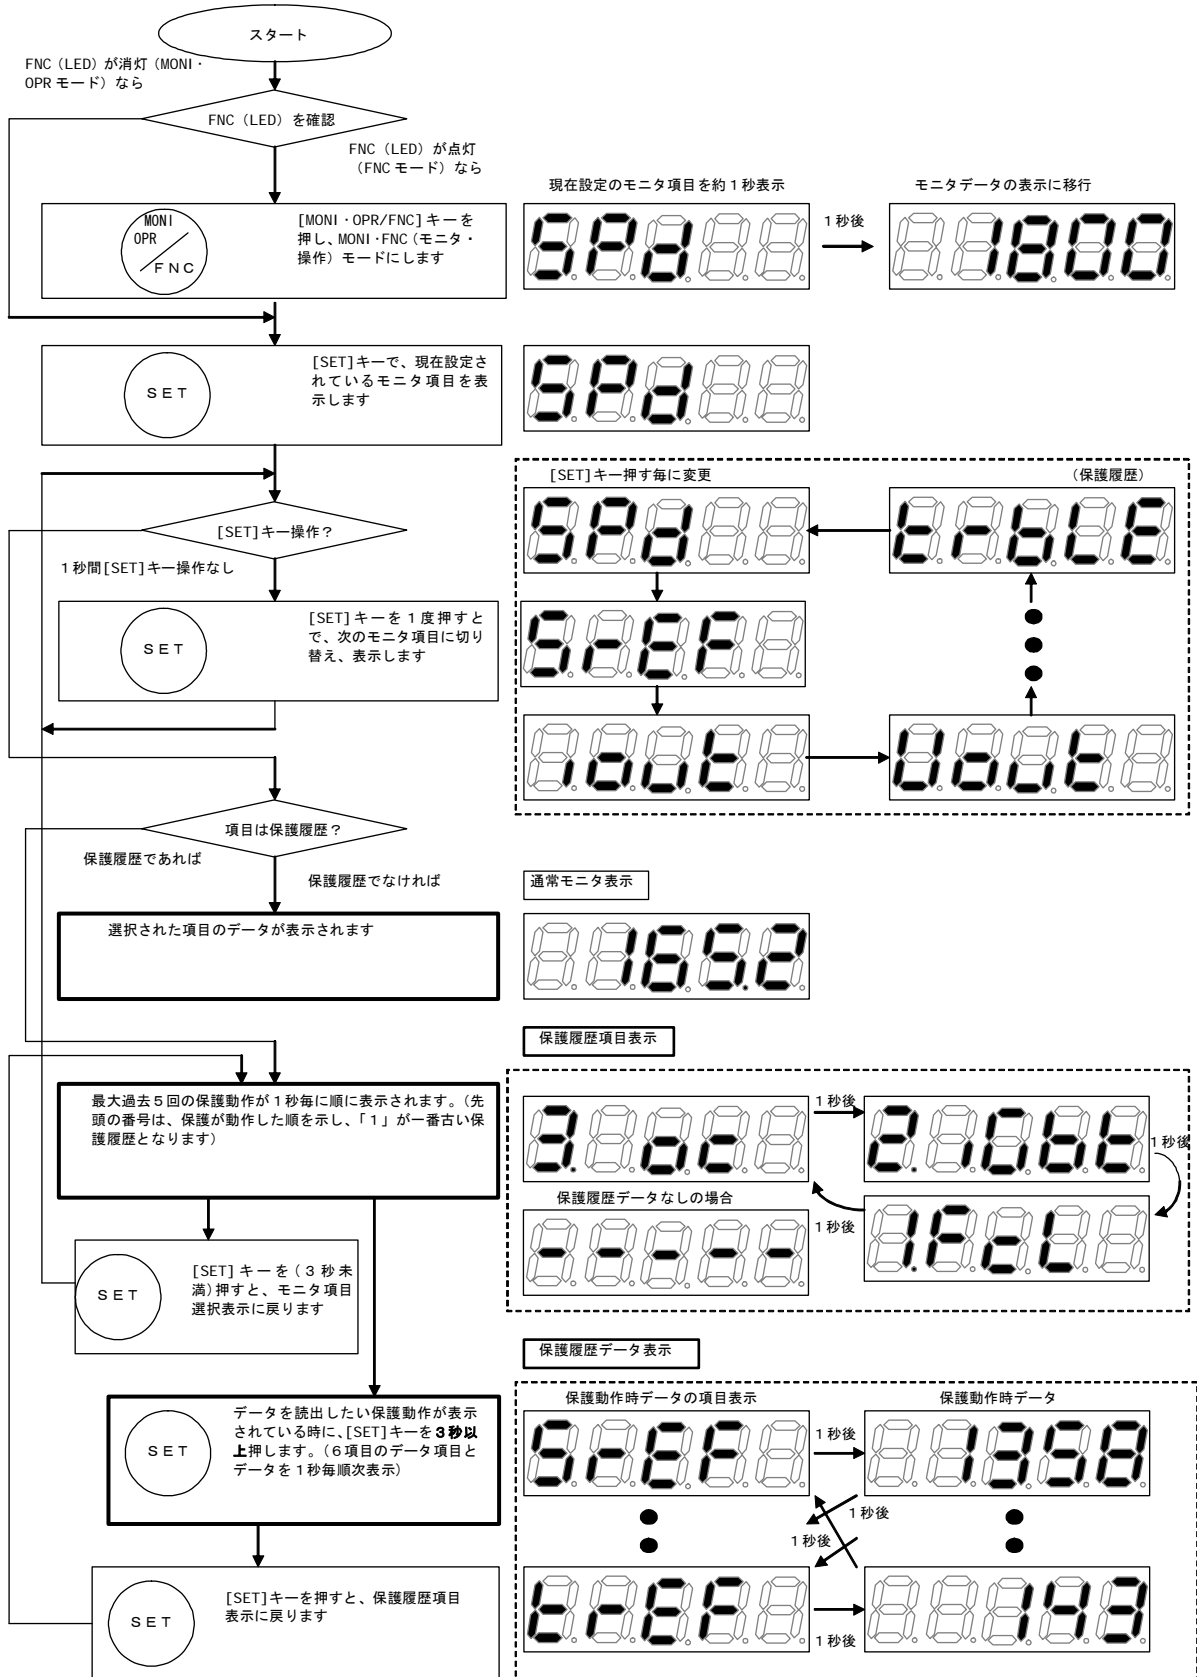 スタート
FNC (LED) が消灯 (MONI・
OPR モード) なら
FNC (LED) を確認
FNC (LED) が点灯
(FNC モード) なら
MONI
OPR
FNC
[MONI・OPR/FNC] キーを
押し、MONI・FNC (モニタ・
操作) モードにします
現在設定のモニタ項目を約1秒表示
モニタデータの表示に移行
SPd
1秒後
1800
SET
[SET]キーで、現在設定さ
れているモニタ項目を表
示します
SPd
[SET]キー操作？
1秒間[SET]キー操作なし
SET
[SET]キーを1度押すと
で、次のモニタ項目に切り
替え、表示します
[SET]キー押す毎に変更
(保護履歴)
SPd
trbLE
SrEF
iout
Uout
項目は保護履歴？
保護履歴であれば
保護履歴でなければ
選択された項目のデータが表示されます
通常モニタ表示
165.2
最大過去5回の保護動作が1秒毎に順に表示されます。(先
頭の番号は、保護が動作した順を示し、「1」が一番古い保
護履歴となります)
保護履歴項目表示
3. oc
1秒後
2.iGbt
1秒後
1.FcL
1秒後
保護履歴データなしの場合
-----
SET
[SET] キーを (3 秒未
満) 押すと、モニタ項目
選択表示に戻ります
SET
データを読出したい保護動作が表示
されている時に、[SET]キーを3秒以
上押します。(6項目のデータ項目と
データを1秒毎順次表示)
SET
[SET]キーを押すと、保護履歴項目
表示に戻ります
保護履歴データ表示
保護動作時データの項目表示
保護動作時データ
SrEF
1秒後
1358
1秒後
1秒後
trEF
1秒後
143